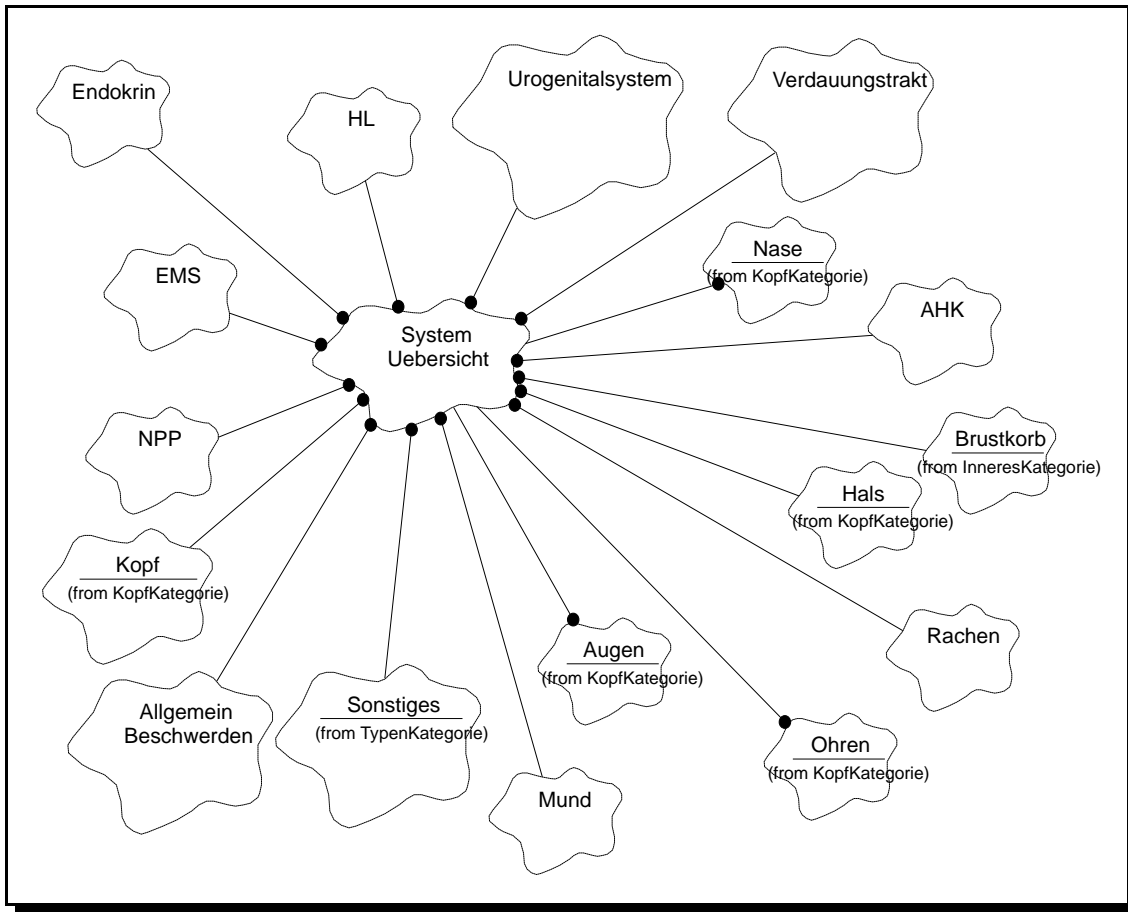 Endokrin
HL
Urogenitalsystem
Verdauungstrakt
EMS
Nase
(from KopfKategorie)
AHK
System
Uebersicht
NPP
Brustkorb
(from InneresKategorie)
Hals
(from KopfKategorie)
Kopf
(from KopfKategorie)
Rachen
Augen
(from KopfKategorie)
Allgemein
Beschwerden
Sonstiges
(from TypenKategorie)
Ohren
(from KopfKategorie)
Mund